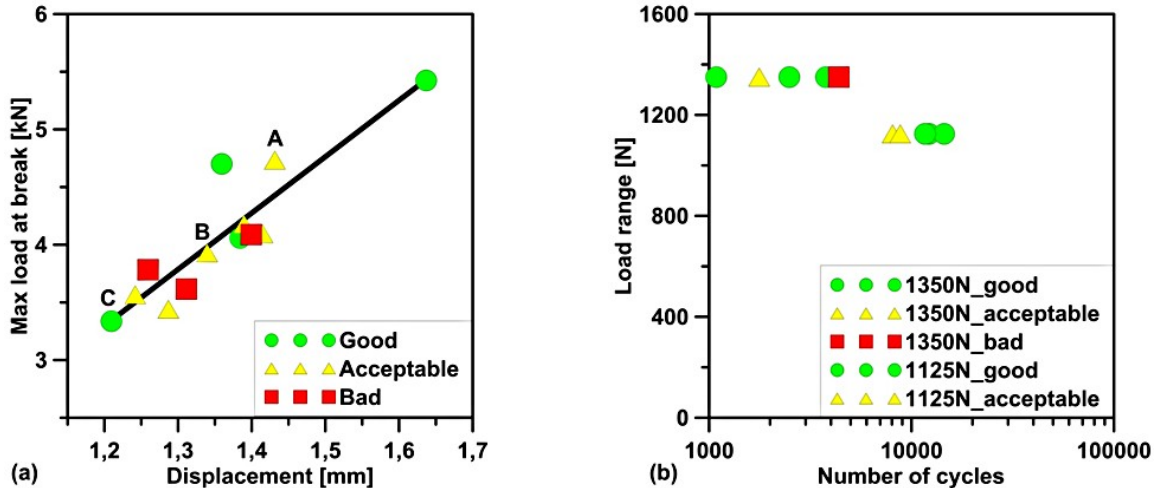 6
5
4
3
Max load at break [kN]
A
B
C
Good
Acceptable
Bad
1,2 1,3 1,4 1,5 1,6 1,7
(a) Displacement [mm]
1600
1200
800
400
0
Load range [N]
1350N_good
1350N_acceptable
1350N_bad
1125N_good
1125N_acceptable
1000 10000 100000
(b) Number of cycles